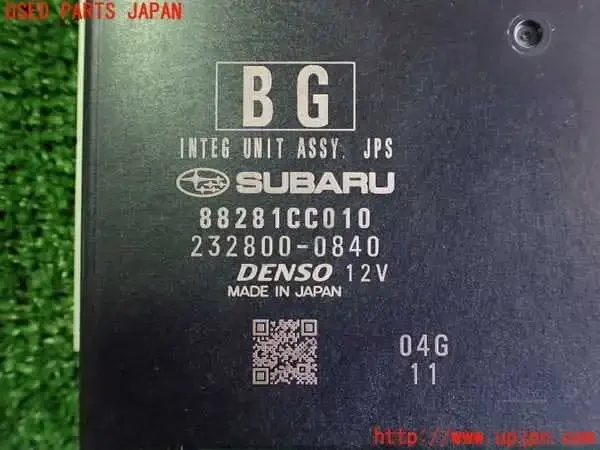 USED PARTS JAPAN
BG
INTEG UNIT ASSY. JPS
SUBARU
88281CC010
232800-0840
DENSO 12V
MADE IN JAPAN
04G
11
http://www.upjpan.com/